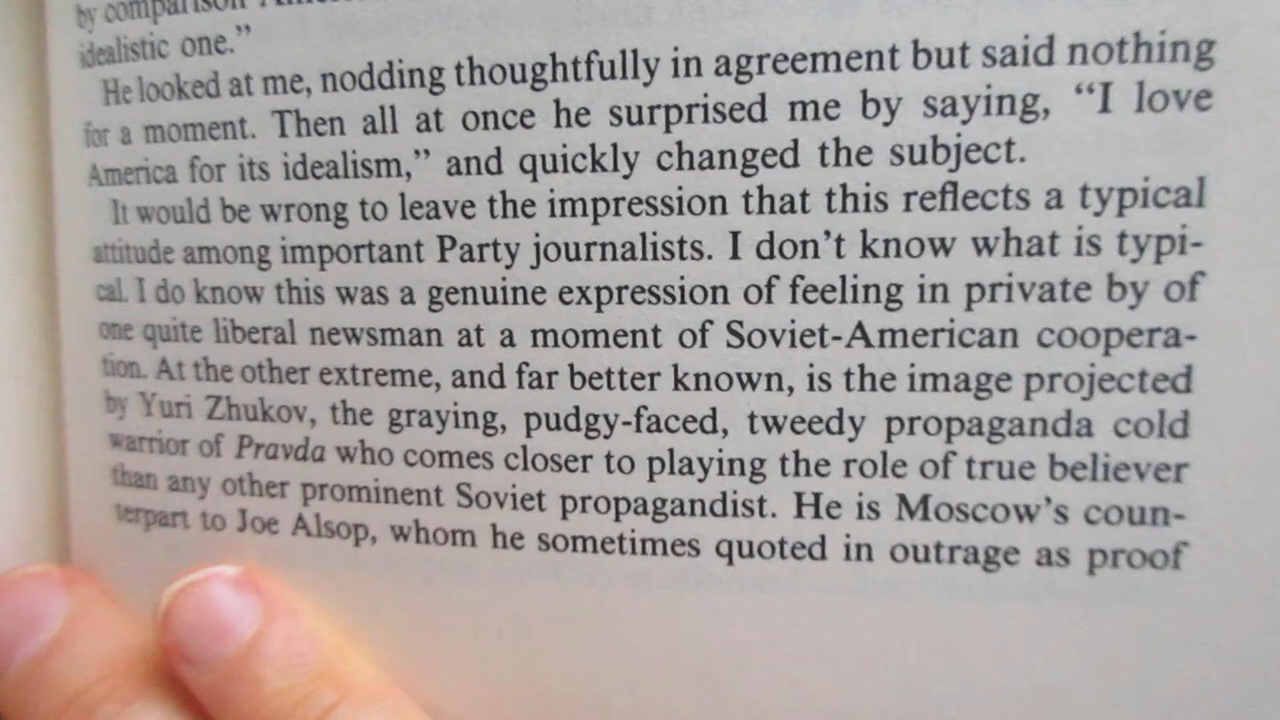 by comparison
idealistic one.”
He looked at me, nodding thoughtfully in agreement but said nothing
for a moment. Then all at once he surprised me by saying, “I love
America for its idealism,” and quickly changed the subject.
It would be wrong to leave the impression that this reflects a typical
attitude among important Party journalists. I don’t know what is typi-
cal. I do know this was a genuine expression of feeling in private by of
one quite liberal newsman at a moment of Soviet-American coopera-
tion. At the other extreme, and far better known, is the image projected
by Yuri Zhukov, the graying, pudgy-faced, tweedy propaganda cold
warrior of Pravda who comes closer to playing the role of true believer
than any other prominent Soviet propagandist. He is Moscow’s coun-
terpart to Joe Alsop, whom he sometimes quoted in outrage as proof